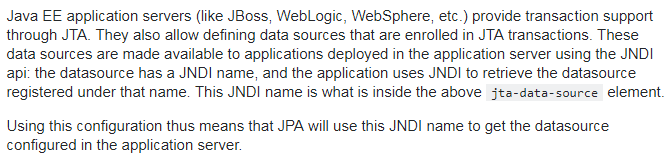 Java EE application servers (like JBoss, WebLogic, WebSphere, etc.) provide transaction support
through JTA. They also allow defining data sources that are enrolled in JTA transactions. These
data sources are made available to applications deployed in the application server using the JNDI
api: the datasource has a JNDI name, and the application uses JNDI to retrieve the datasource
registered under that name. This JNDI name is what is inside the above jta-data-source element.
Using this configuration thus means that JPA will use this JNDI name to get the datasource
configured in the application server.